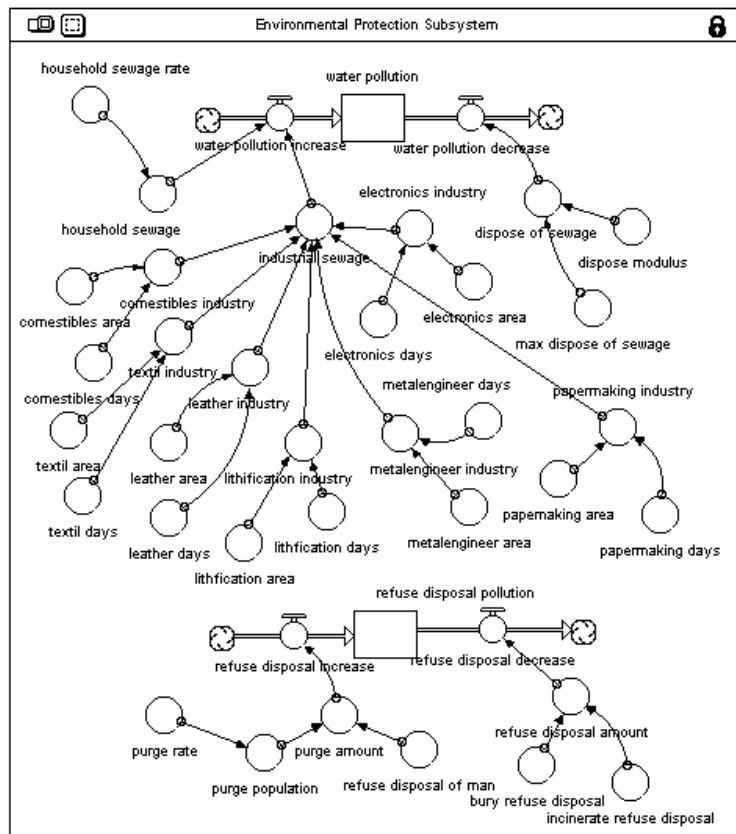 Environmental Protection Subsystem
household sewage rate
water pollution
water pollution increase
water pollution decrease
household sewage
electronics industry
dispose of sewage
industrial sewage
dispose modulus
comestibles area
comestibles industry
electronics area
electronics days
max dispose of sewage
textil industry
comestibles days
leather industry
metalengineer days
papermaking industry
textil area
leather area
lithification industry
metalengineer industry
textil days
leather days
lithfication area
lithfication days
metalengineer area
papermaking area
papermaking days
refuse disposal pollution
refuse disposal increase
refuse disposal decrease
purge rate
purge amount
refuse disposal amount
purge population
refuse disposal of man
bury refuse disposal
incinerate refuse disposal